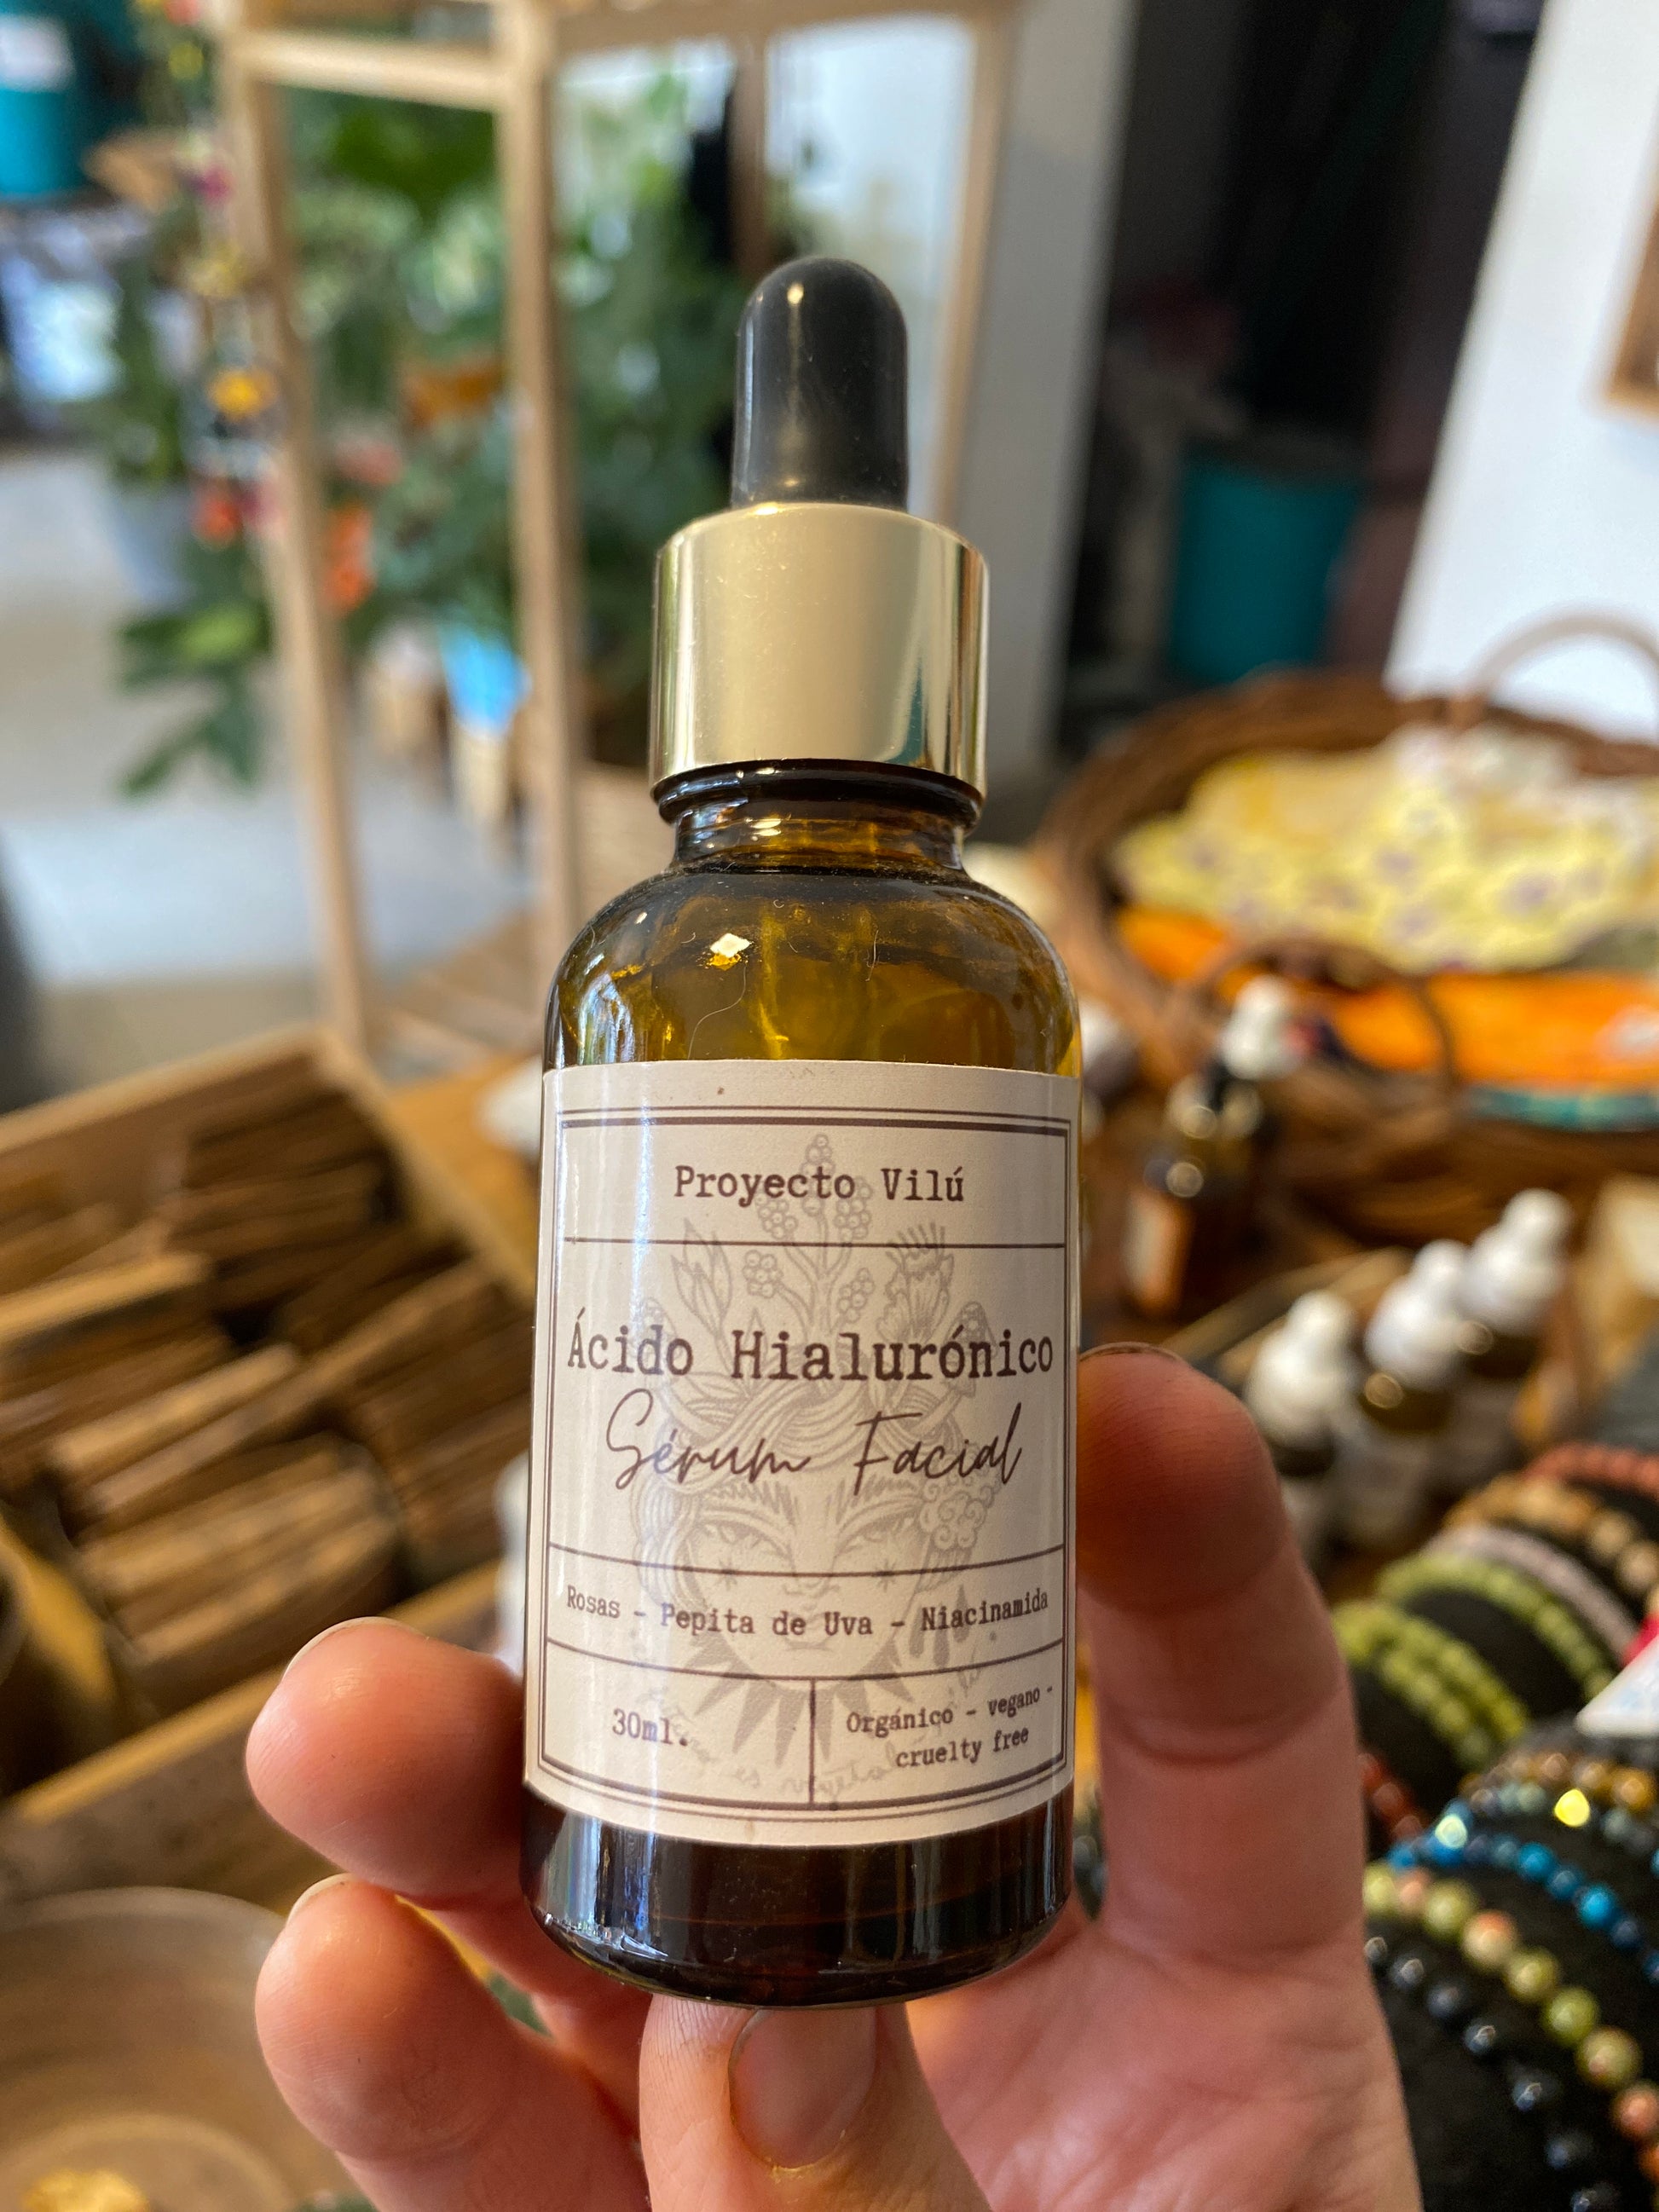 Proyecto Vilú
Ácido Hialurónico
Sérum Facial
Rosas - Pepita de Uva - Niacinamida
30ml.
Orgánico - vegano -
cruelty free